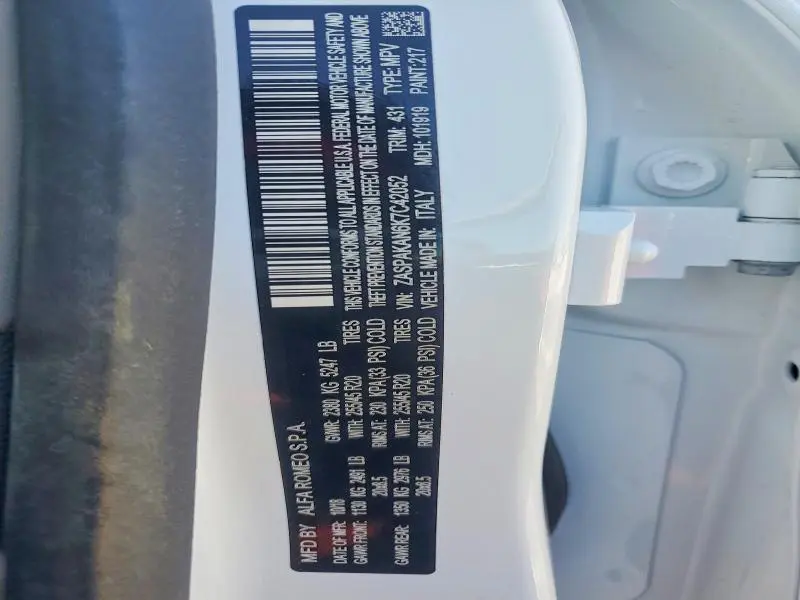 MFD BY ALFA ROMEO S.P.A.
DATE OF MFR: 10/18 GVWR: 2380 KG 5247 LB
GAWR FRONT: 1130 KG 2491 LB WITH: 255/45 R20 TIRES
20x8.5 RIMS AT: 230 KPA(33 PSI) COLD
GAWR REAR: 1350 KG 2976 LB WITH: 255/45 R20 TIRES
20x8.5 RIMS AT: 250 KPA(36 PSI) COLD
THIS VEHICLE CONFORMS TO ALL APPLICABLE U.S.A. FEDERAL MOTOR VEHICLE SAFETY AND
THEFT PREVENTION STANDARDS IN EFFECT ON THE DATE OF MANUFACTURE SHOWN ABOVE
VIN: ZASPAKAN6K7C42052 TRIM: 431 TYPE: MPV
VEHICLE MADE IN: ITALY MDH: 101919 PAINT: 217